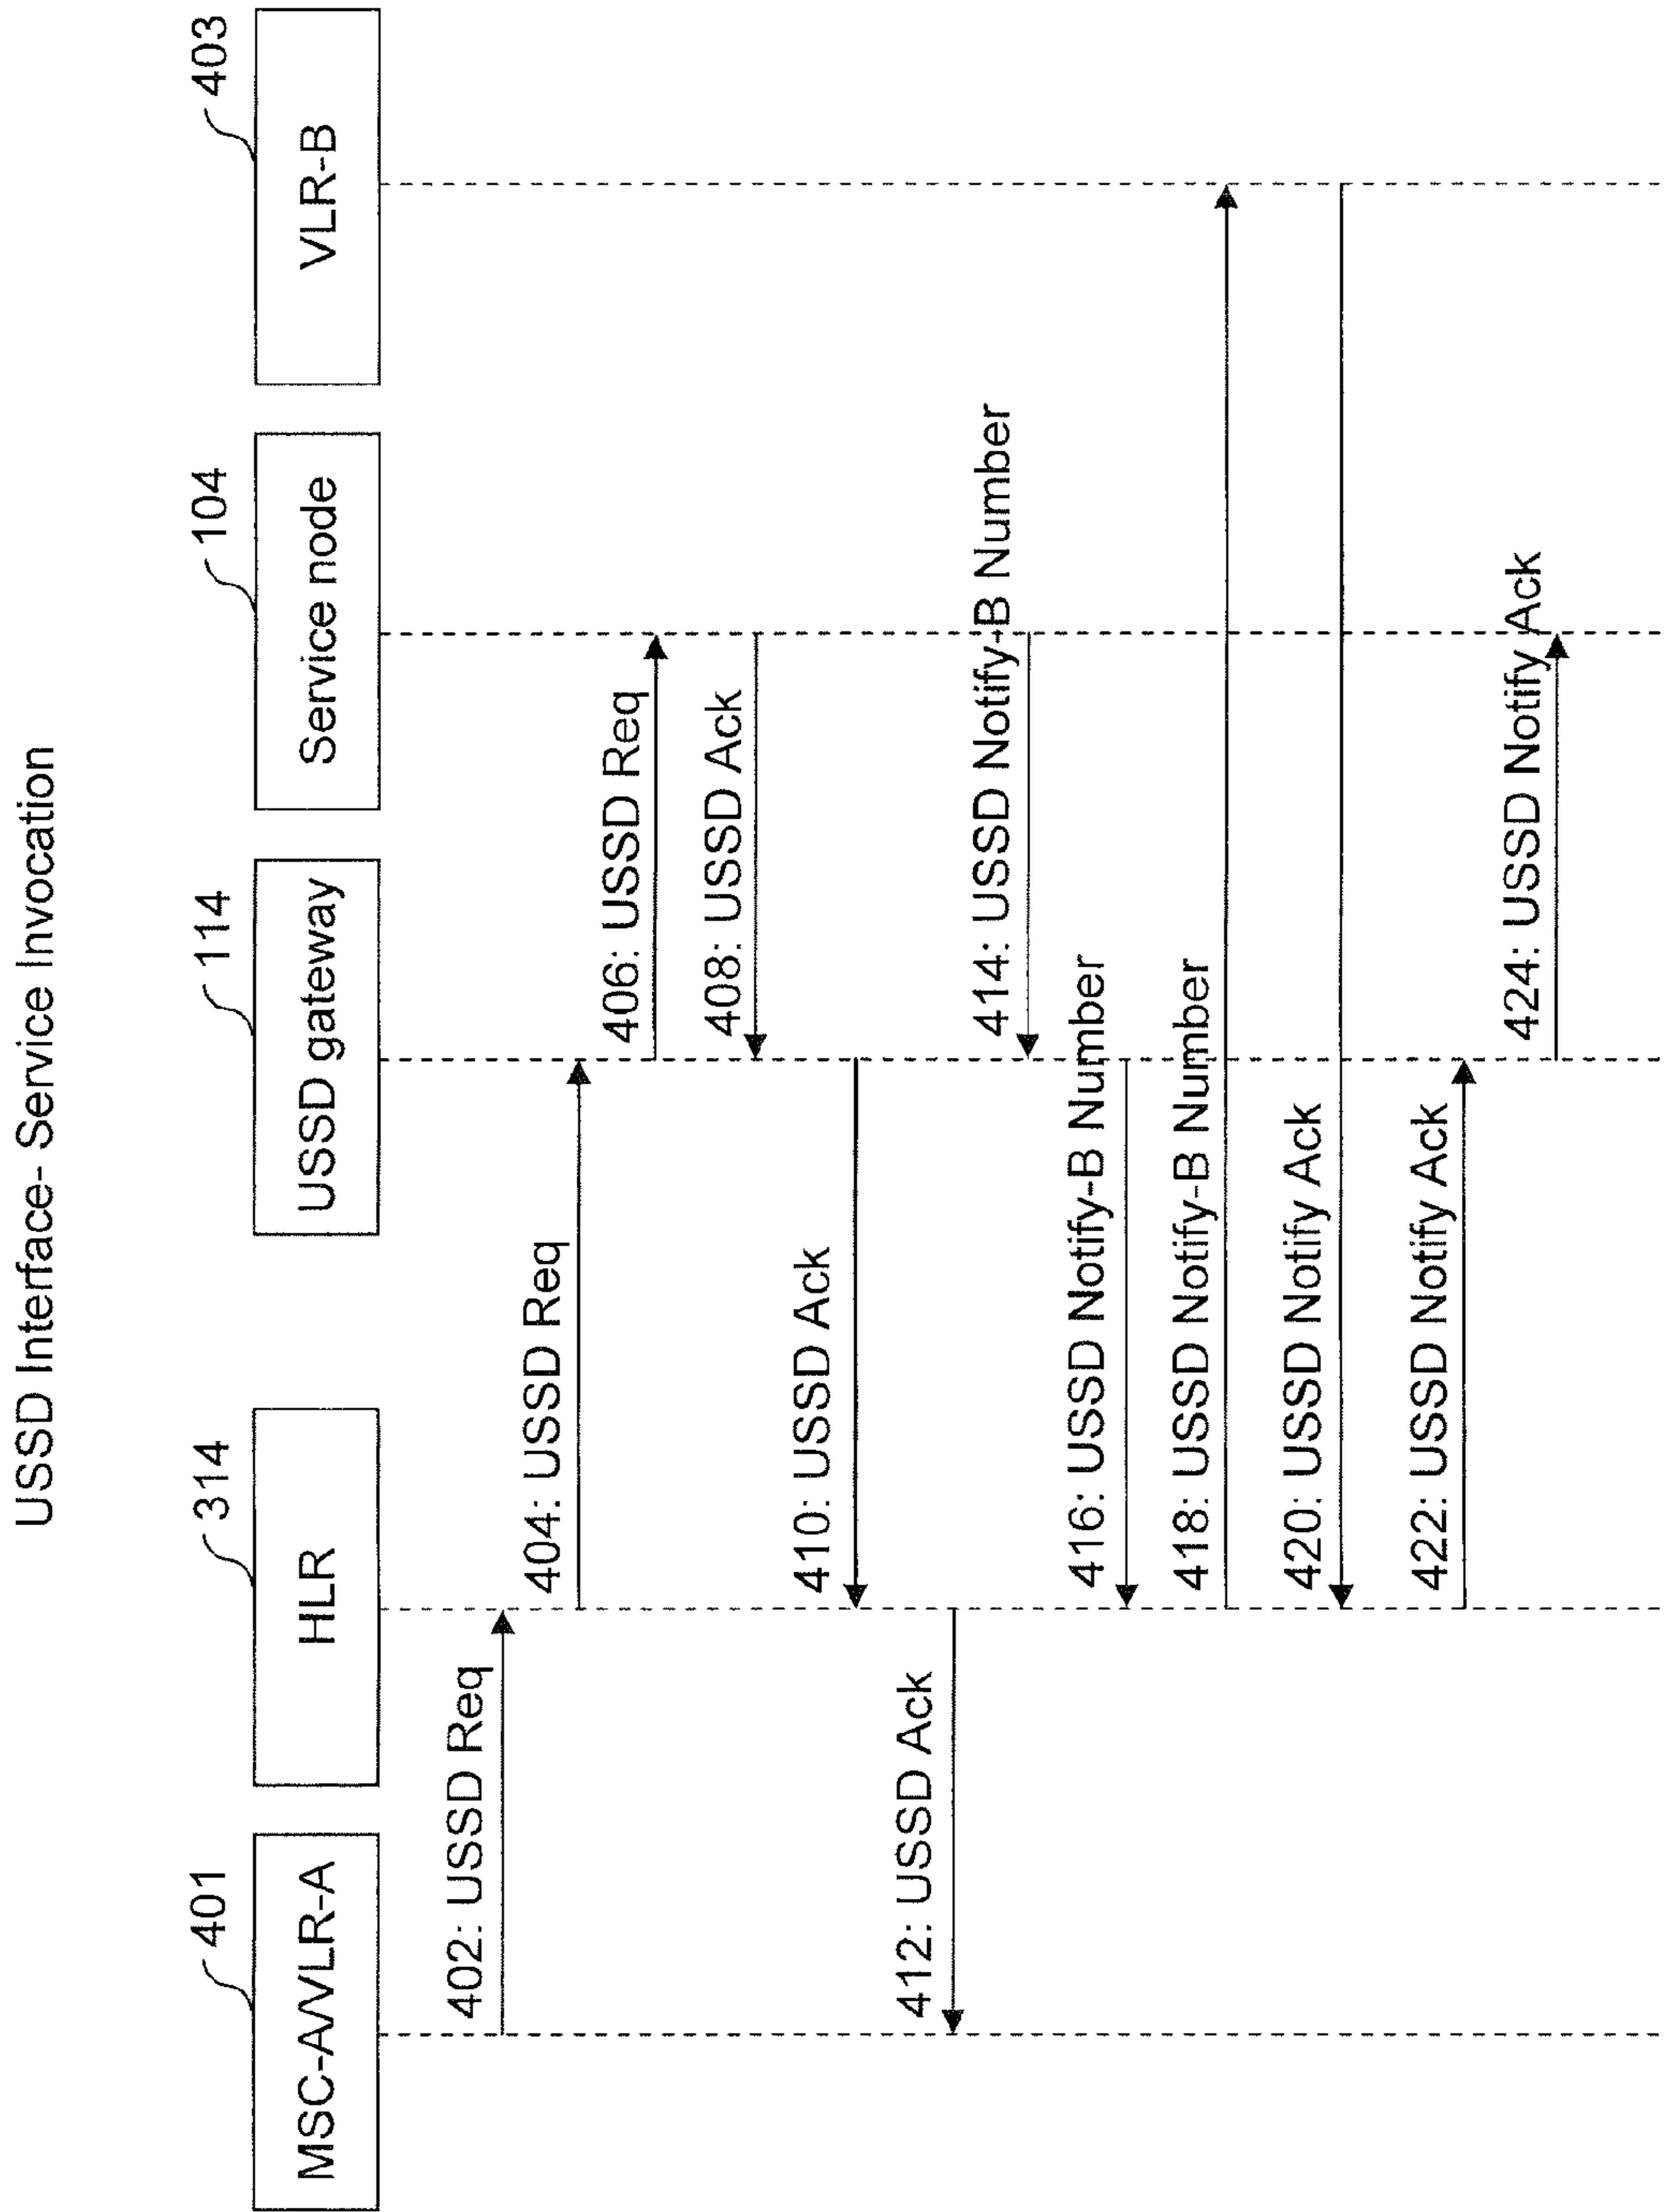 USSD Interface- Service Invocation
401
314
114
104
403
MSC-A/VLR-A
HLR
USSD gateway
Service node
VLR-B
402: USSD Req
404: USSD Req
406: USSD Req
408: USSD Ack
410: USSD Ack
412: USSD Ack
414: USSD Notify-B Number
416: USSD Notify-B Number
418: USSD Notify-B Number
420: USSD Notify Ack
422: USSD Notify Ack
424: USSD Notify Ack